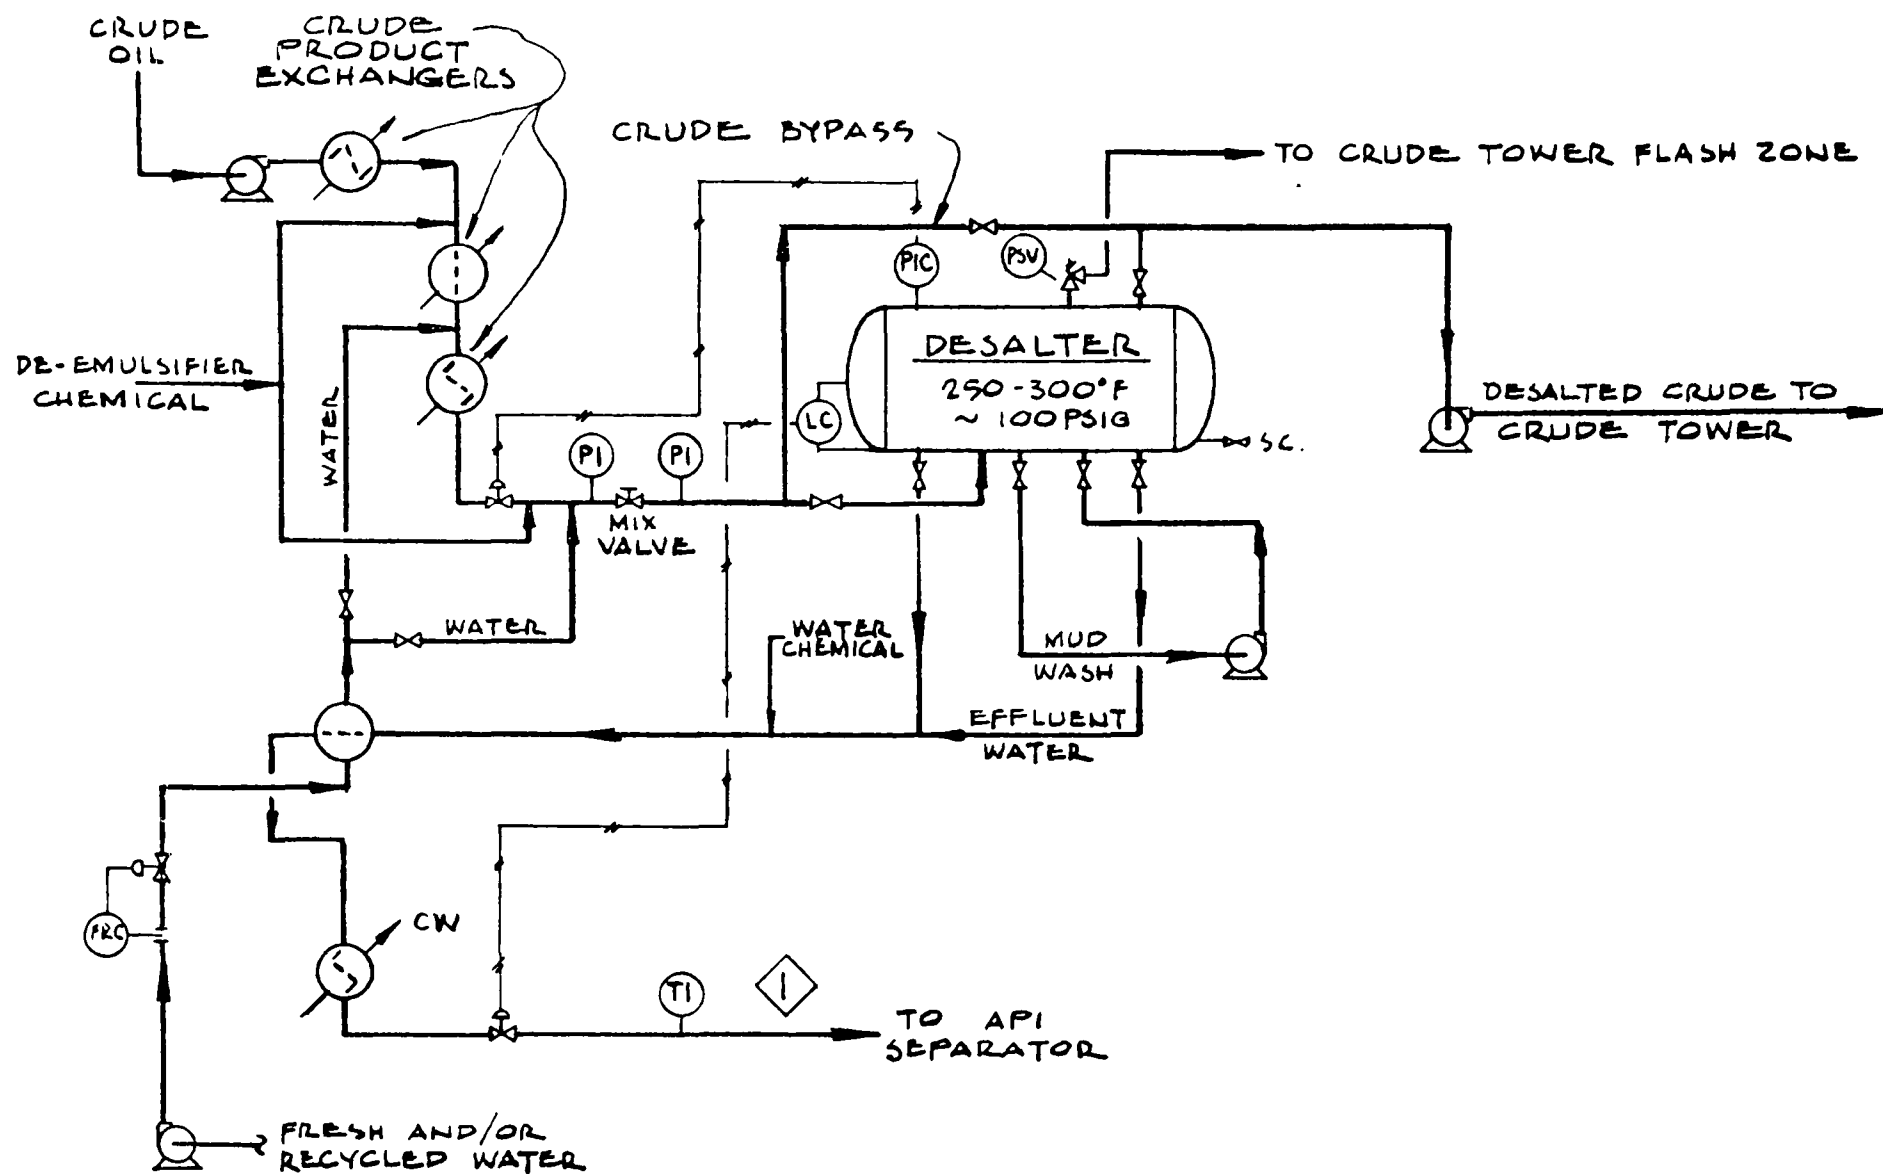 CRUDE
OIL
CRUDE
PRODUCT
EXCHANGERS
CRUDE BYPASS
TO CRUDE TOWER FLASH ZONE
PIC
PSV
DE-EMULSIFIER
CHEMICAL
WATER
DESALTER
250-300°F
~ 100 PSIG
LC
SC.
DESALTED CRUDE TO
CRUDE TOWER
PI
PI
MIX
VALVE
WATER
WATER
CHEMICAL
MUD
WASH
EFFLUENT
WATER
FRC
CW
TI
1
TO API
SEPARATOR
FRESH AND/OR
RECYCLED WATER